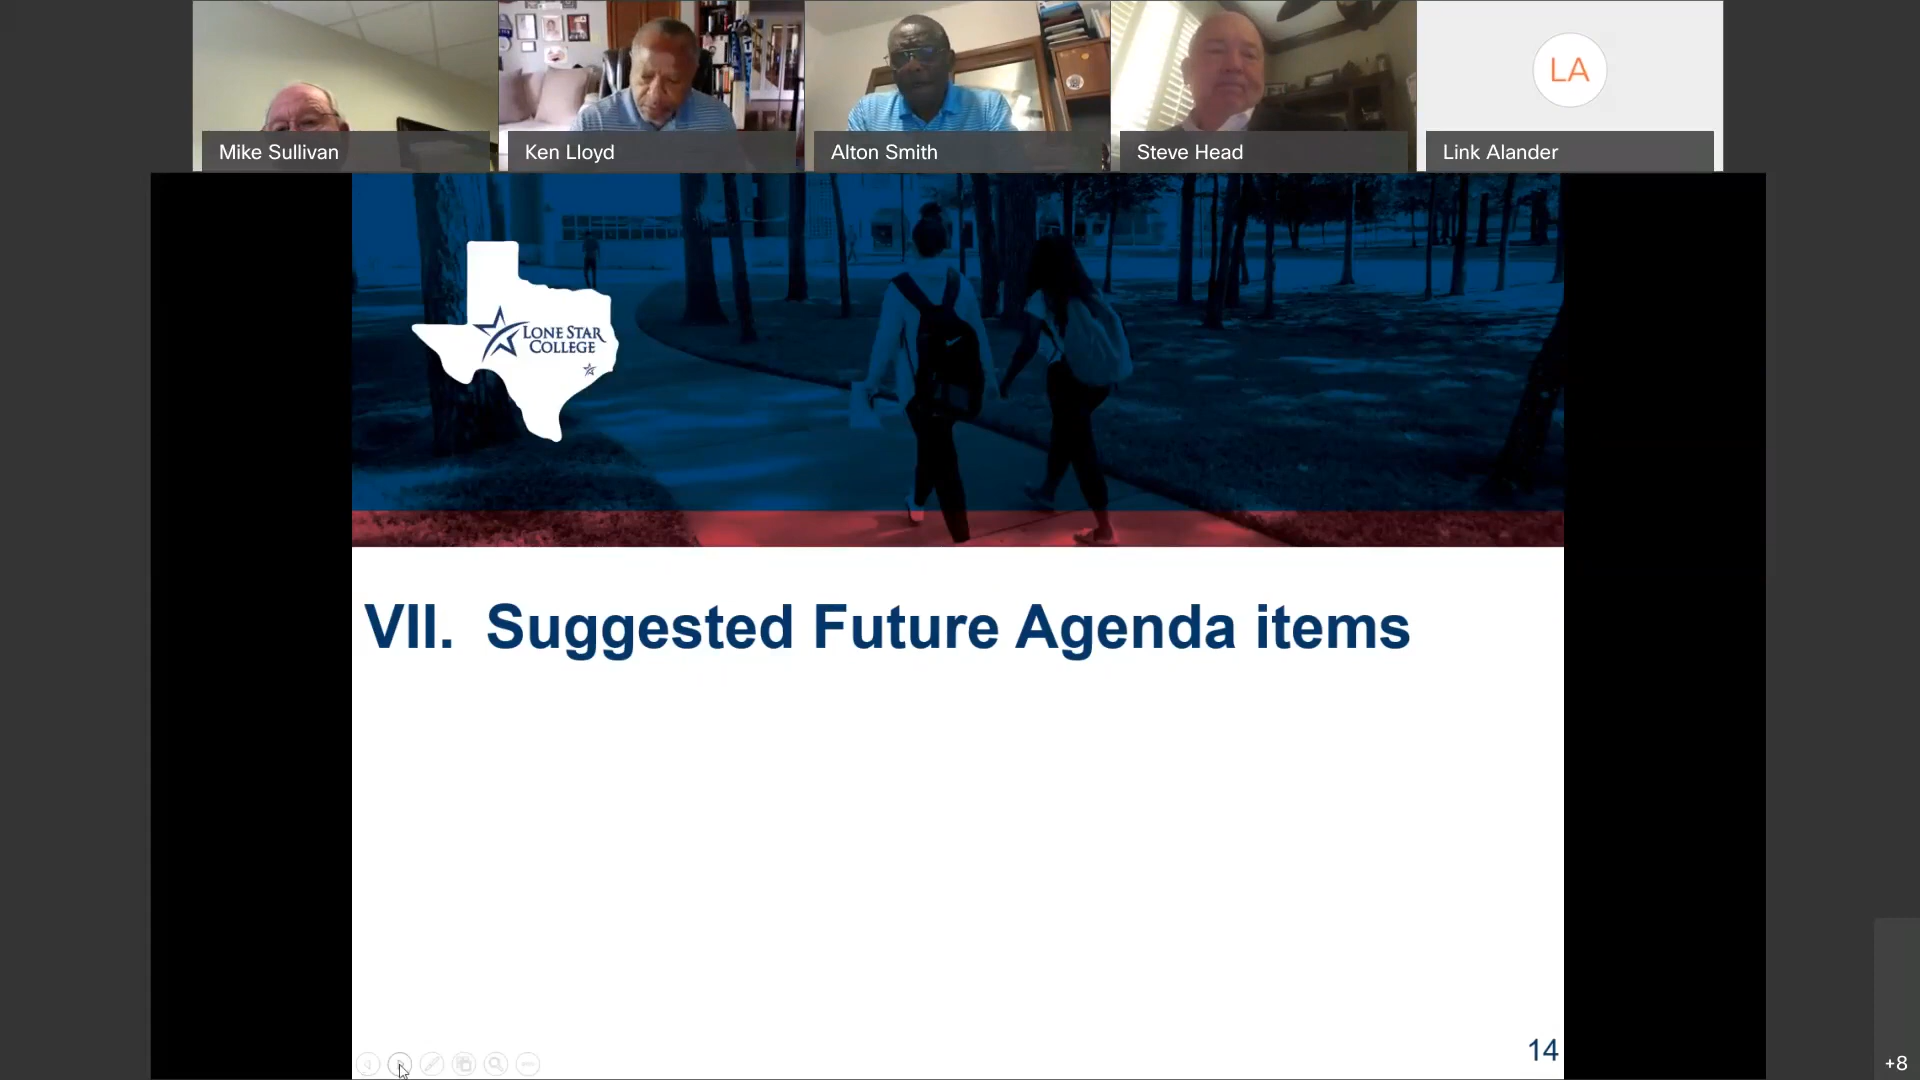 Mike Sullivan
Ken Lloyd
Alton Smith
Steve Head
LA
Link Alander
LONE STAR
COLLEGE
VII. Suggested Future Agenda items
14
+8